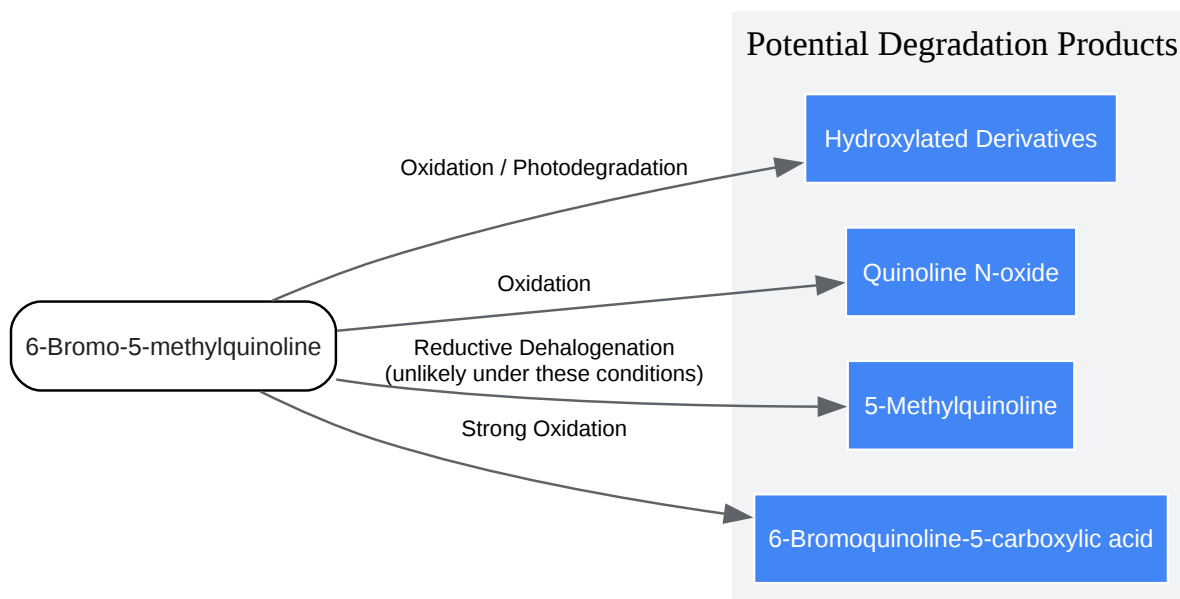 Potential Degradation Products
Hydroxylated Derivatives
Oxidation / Photodegradation
Quinoline N-oxide
Oxidation
6-Bromo-5-methylquinoline
Reductive Dehalogenation
(unlikely under these conditions)
5-Methylquinoline
Strong Oxidation
6-Bromoquinoline-5-carboxylic acid